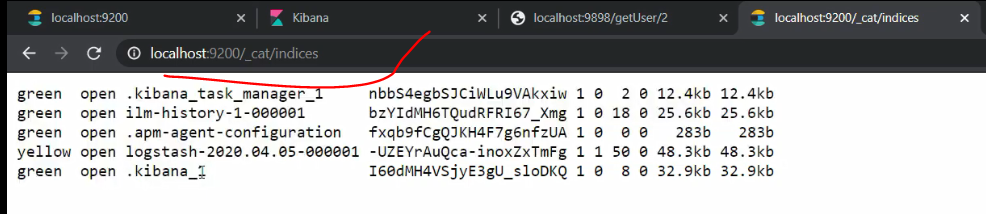 localhost:9200
Kibana
localhost:9898/getUser/2
localhost:9200/_cat/indices
localhost:9200/_cat/indices
green open .kibana_task_manager_1 nbbS4egbSJCiWLu9VAkxiw 1 0 2 0 12.4kb 12.4kb
green open ilm-history-1-000001 bzYIdMH6TQudRFRI67_Xmg 1 0 18 0 25.6kb 25.6kb
green open .apm-agent-configuration fxqb9fCgQJKH4F7g6nfzUA 1 0 0 0 283b 283b
yellow open logstash-2020.04.05-000001 -UZEYrAuQca-inoxZxTmFg 1 1 50 0 48.3kb 48.3kb
green open .kibana_1 I60dMH4VSjyE3gU_sloDKQ 1 0 8 0 32.9kb 32.9kb